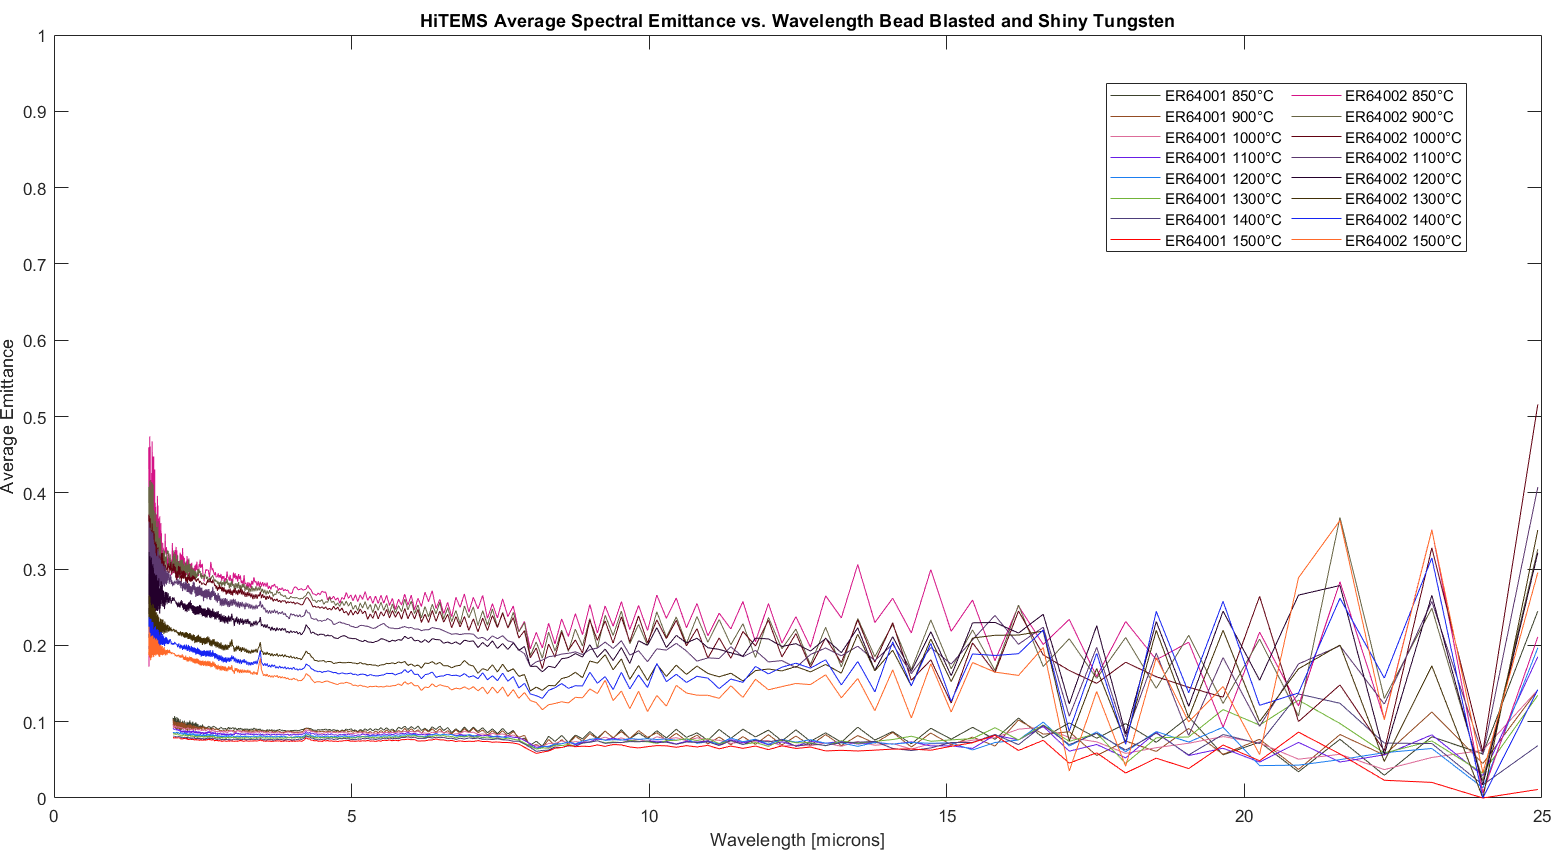 HiTEMS Average Spectral Emittance vs. Wavelength Bead Blasted and Shiny Tungsten
1
0.9
0.8
0.7
0.6
0.5
0.4
0.3
0.2
0.1
0
Average Emittance
ER64001 850°C ER64002 850°C
ER64001 900°C ER64002 900°C
ER64001 1000°C ER64002 1000°C
ER64001 1100°C ER64002 1100°C
ER64001 1200°C ER64002 1200°C
ER64001 1300°C ER64002 1300°C
ER64001 1400°C ER64002 1400°C
ER64001 1500°C ER64002 1500°C
0 5 10 15 20 25
Wavelength [microns]